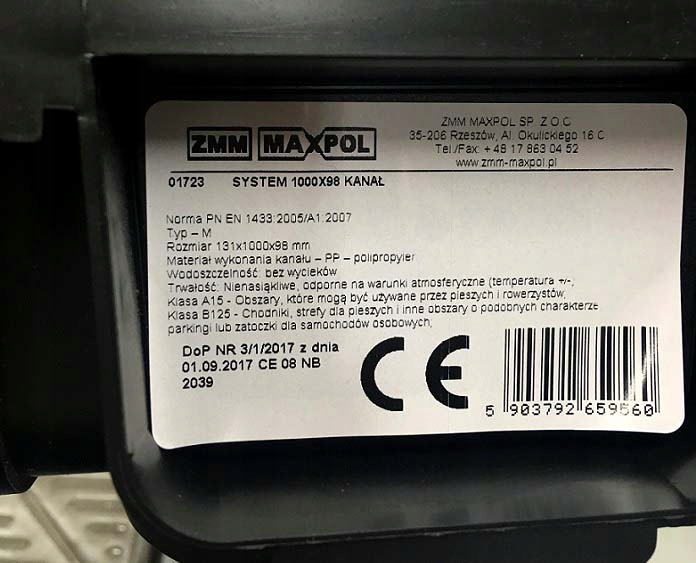 ZMM MAXPOL
ZMM MAXPOL SP. Z O.O
35-206 Rzeszów, Al. Okulickiego 16 C
Tel./Fax: + 48 17 863 04 52
www.zmm-maxpol.pl
01723 SYSTEM 1000X98 KANAŁ
Norma PN EN 1433:2005/A1:2007
Typ – M
Rozmiar 131x1000x98 mm
Materiał wykonania kanału – PP – polipropylen
Wodoszczelność: bez wycieków
Trwałość: Nienasiąkliwe, odporne na warunki atmosferyczne (temperatura +/-;
Klasa A15 - Obszary, które mogą być używane przez pieszych i rowerzystów;
Klasa B125 - Chodniki, strefy dla pieszych i inne obszary o podobnych charakterze
parkingi lub zatoczki dla samochodów osobowych;
DoP NR 3/1/2017 z dnia
01.09.2017 CE 08 NB
2039
CE
5 903792 659560